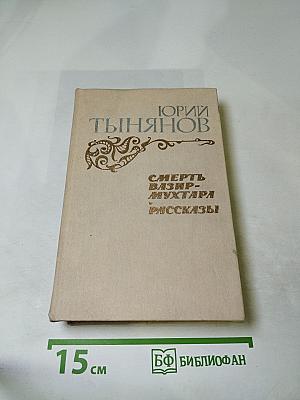 ЮРИЙ
ТЫНЯНОВ
СМЕРТЬ
ВАЗИР-
МУХТАРА
РАССКАЗЫ
15 см
БФ БИБЛИОФАН